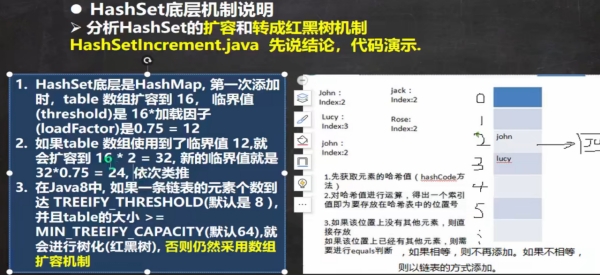 ● HashSet底层机制说明
➢ 分析HashSet的扩容和转成红黑树机制
HashSetIncrement.java 先说结论，代码演示.
1. HashSet底层是HashMap, 第一次添加
时，table 数组扩容到 16， 临界值
(threshold)是 16*加载因子
(loadFactor)是0.75 = 12
2. 如果table 数组使用到了临界值 12,就
会扩容到 16 * 2 = 32, 新的临界值就是
32*0.75 = 24, 依次类推
3. 在Java8中, 如果一条链表的元素个数到
达 TREEIFY_THRESHOLD(默认是 8 )，
并且table的大小 >=
MIN_TREEIFY_CAPACITY(默认64),就
会进行树化(红黑树), 否则仍然采用数组
扩容机制
John：
Index:2
jack：
Index:2
Lucy：
Index:3
Rose:
Index:2
john：
Index:2
1.先获取元素的哈希值（hashCode方
法）
2.对哈希值进行运算，得出一个索引
值即为要存放在哈希表中的位置号
3.如果该位置上没有其他元素，则直
接存放
如果该位置上已经有其他元素，则需
要进行equals判断，如果相等，则不再添加。如果不相等，
则以链表的方式添加。
0
1
2
john
3
lucy
4
5